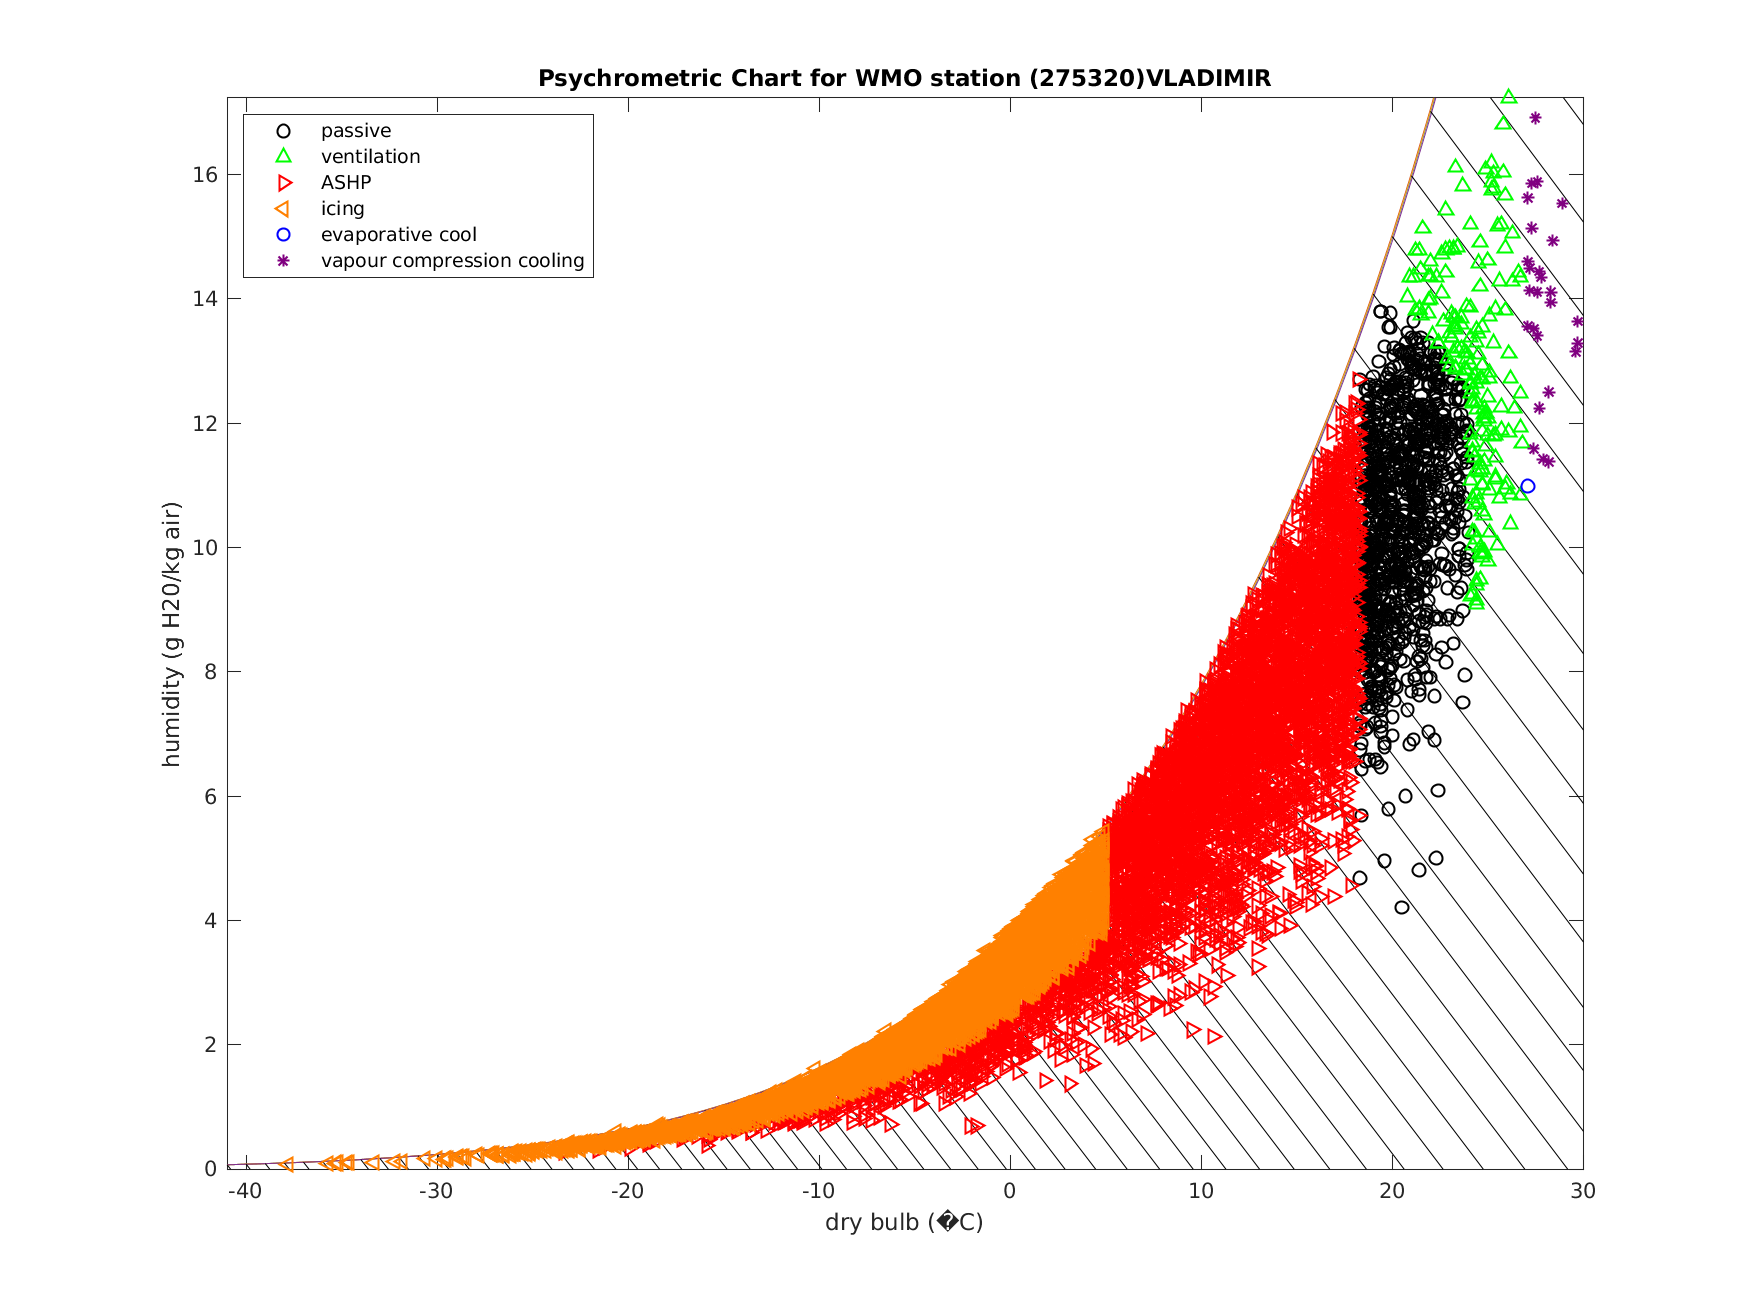 Psychrometric Chart for WMO station (275320)VLADIMIR
passive
ventilation
ASHP
icing
evaporative cool
vapour compression cooling
humidity (g H20/kg air)
16
14
12
10
8
6
4
2
0
-40 -30 -20 -10 0 10 20 30
dry bulb (�C)